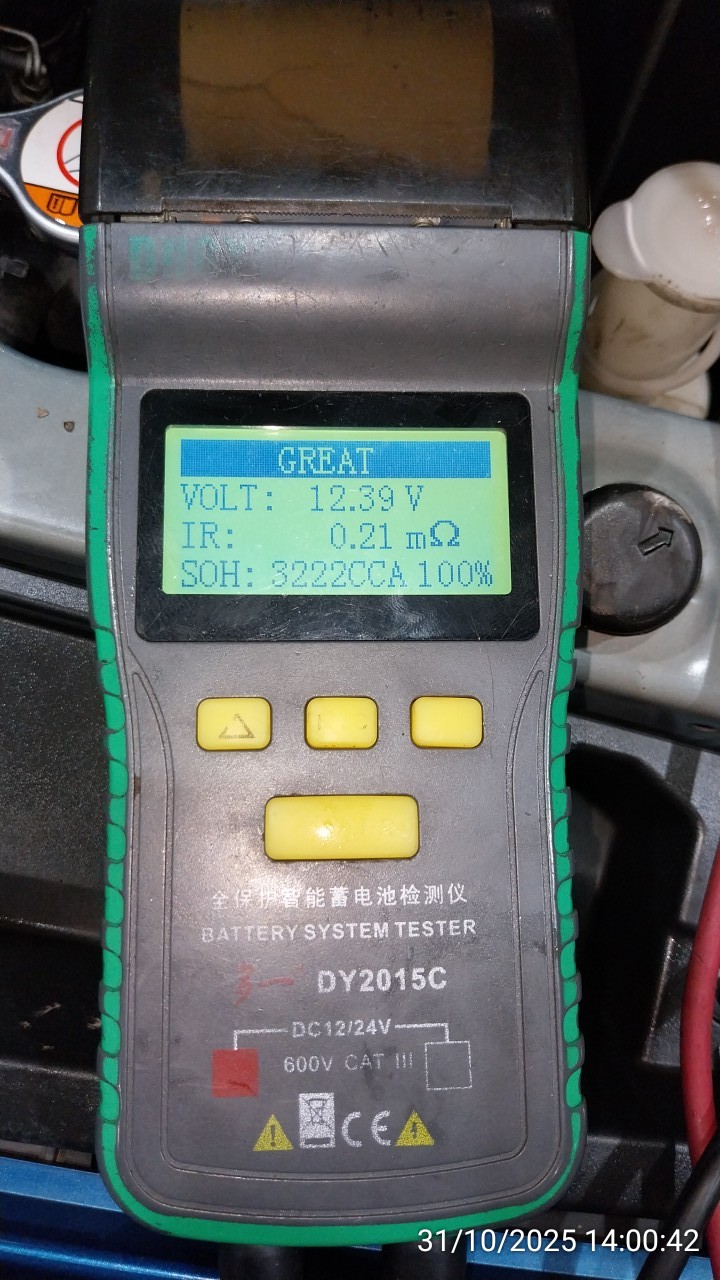 GREAT
VOLT: 12.39 V
IR: 0.21 mΩ
SOH: 3222CCA 100%
全保护智能蓄电池检测仪
BATTERY SYSTEM TESTER
DY2015C
DC12/24V
600V CAT III
CE
31/10/2025 14:00:42